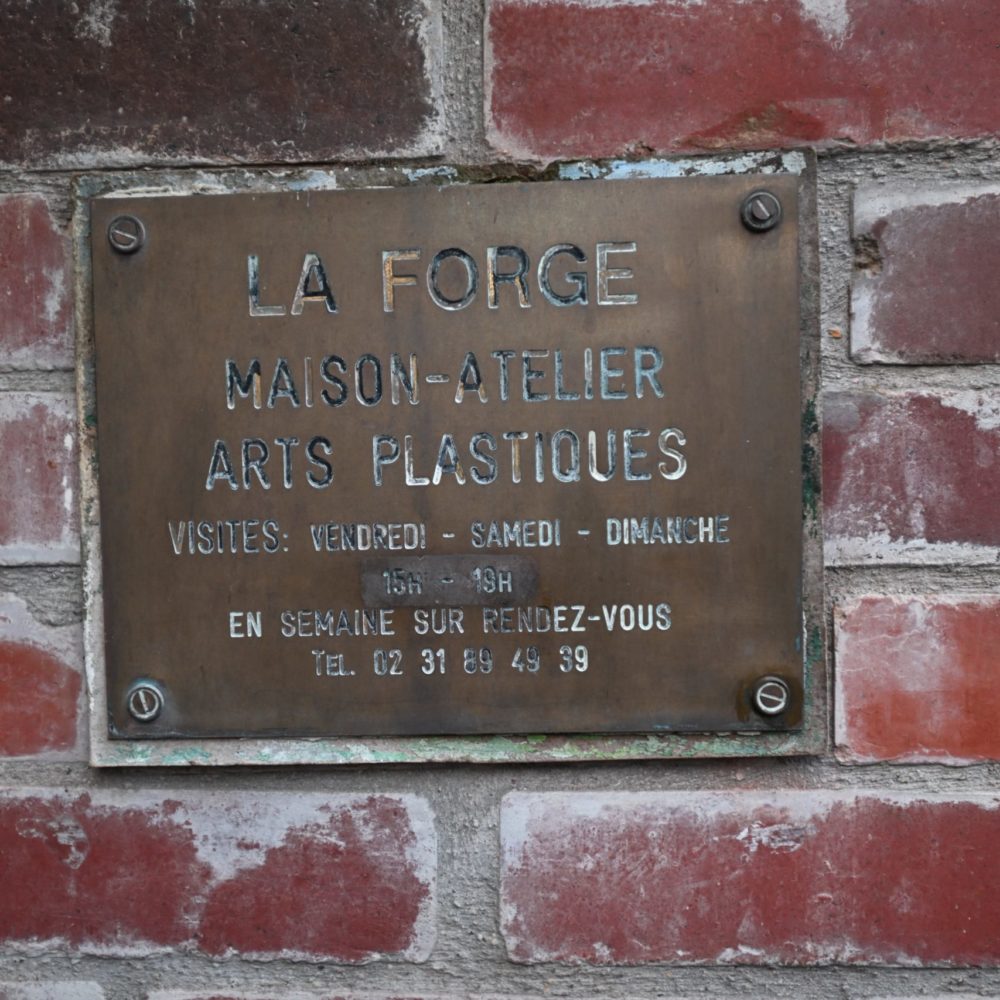 LA FORGE
MAISON-ATELIER
ARTS PLASTIQUES
VISITES: VENDREDI - SAMEDI - DIMANCHE
15H - 19H
EN SEMAINE SUR RENDEZ-VOUS
TEL. 02 31 89 49 39